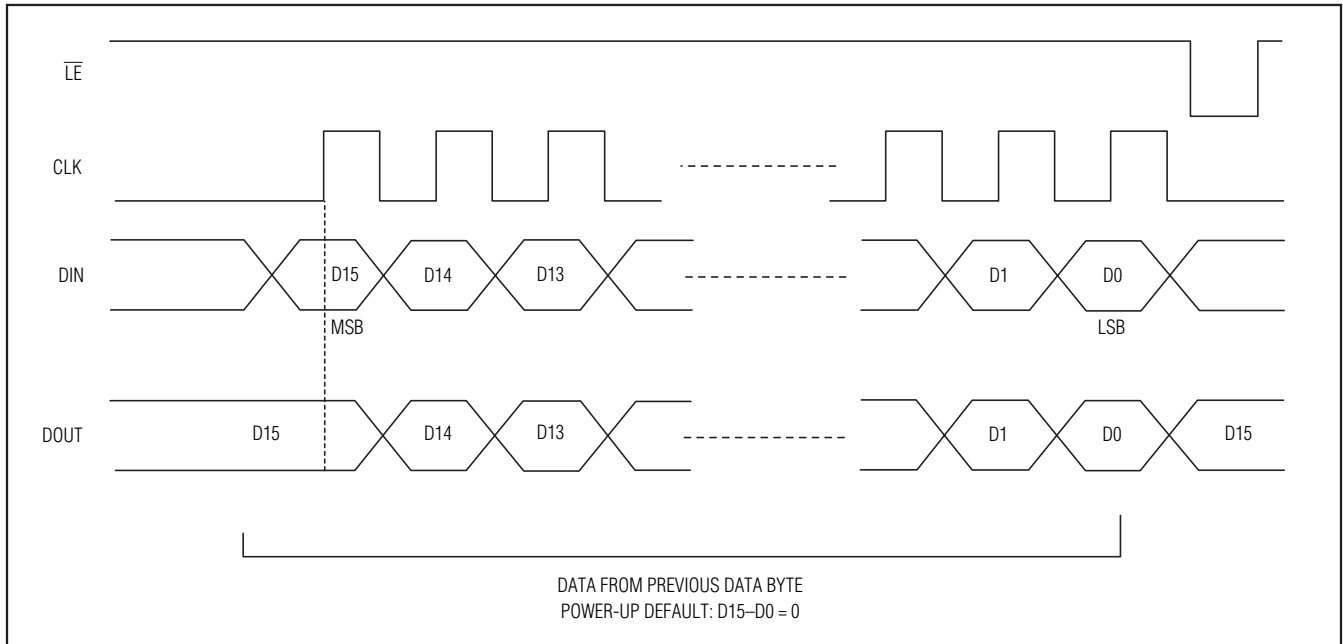 LE
CLK
DIN D15 D14 D13 D1 D0
MSB LSB
DOUT D15 D14 D13 D1 D0 D15
DATA FROM PREVIOUS DATA BYTE
POWER-UP DEFAULT: D15–D0 = 0